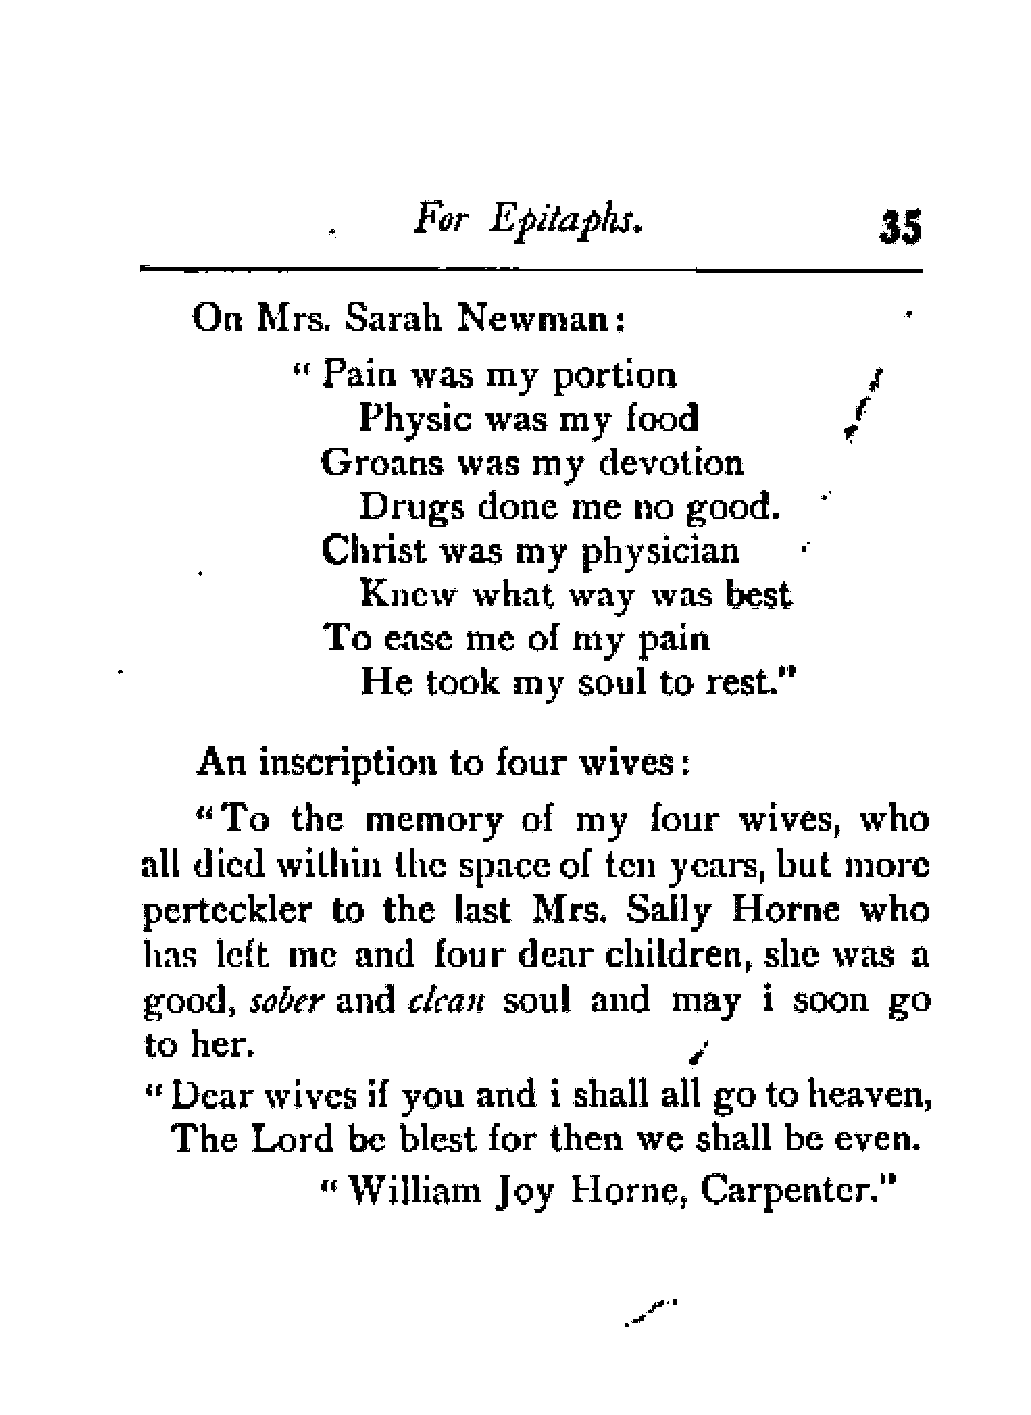 For Epitaphs. 35
On Mrs. Sarah Newman:
" Pain was my portion
Physic was my food
Groans was my devotion
Drugs done me no good.
Christ was my physician
Knew what way was best
To ease me of my pain
He took my soul to rest."
An inscription to four wives:
"To the memory of my four wives, who
all died within the space of ten years, but more
perteckler to the last Mrs. Sally Horne who
has left me and four dear children, she was a
good, sober and clean soul and may i soon go
to her.
"Dear wives if you and i shall all go to heaven,
The Lord be blest for then we shall be even.
"William Joy Horne, Carpenter."